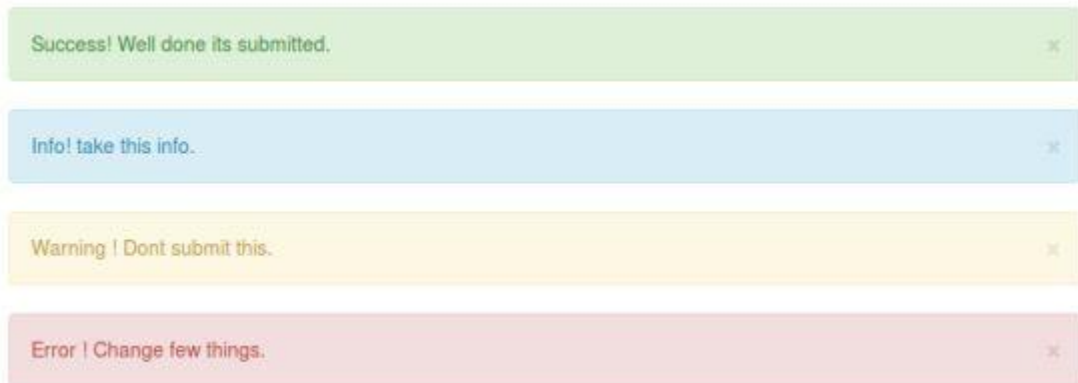 Success! Well done its submitted. ×
Info! take this info. ×
Warning ! Dont submit this. ×
Error ! Change few things. ×